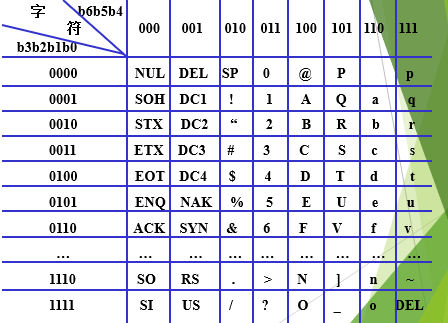 字 b6b5b4
符 000 001 010 011 100 101 110 111
b3b2b1b0
0000 NUL DEL SP 0 @ P p
0001 SOH DC1 ! 1 A Q a q
0010 STX DC2 “ 2 B R b r
0011 ETX DC3 # 3 C S c s
0100 EOT DC4 $ 4 D T d t
0101 ENQ NAK % 5 E U e u
0110 ACK SYN & 6 F V f v
… … … … … … … … …
1110 SO RS . > N ] n ~
1111 SI US / ? O _ o DEL